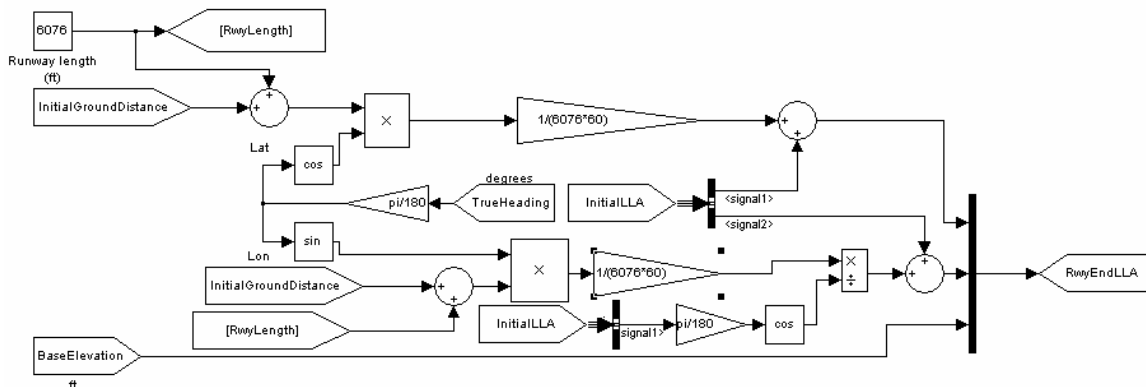 6076
[RwyLength]
Runway length
(ft)
InitialGroundDistance
+
+
×
1/(6076*60)
+
+
Lat
cos
degrees
pi/180
TrueHeading
InitialLLA
<signal1>
<signal2>
Lon
sin
InitialGroundDistance
+
+
×
1/(6076*60)
×
÷
+
+
RwyEndLLA
[RwyLength]
InitialLLA
signal1>
pi/180
cos
BaseElevation
ft